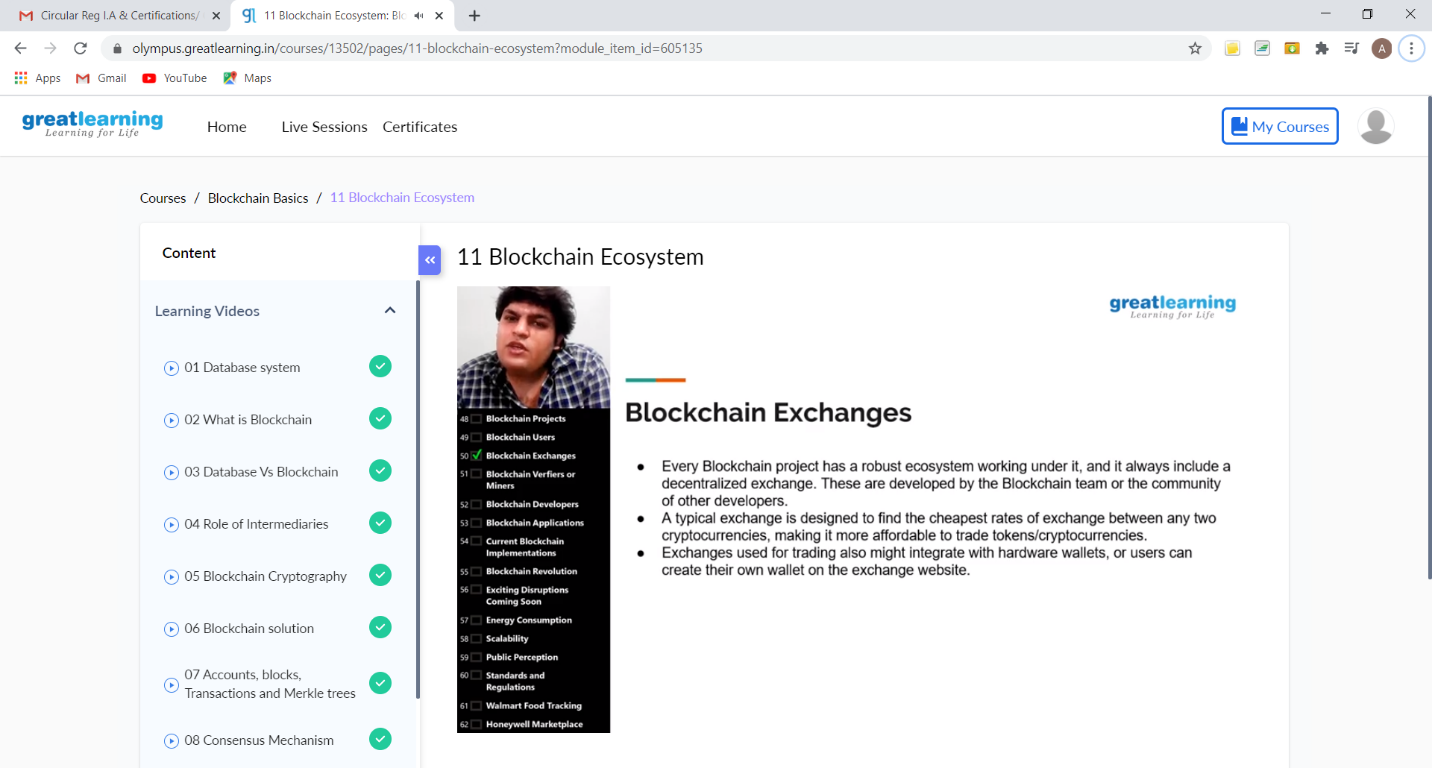 Circular Reg I.A & Certifications/
11 Blockchain Ecosystem: Blo
olympus.greatlearning.in/courses/13502/pages/11-blockchain-ecosystem?module_item_id=605135
A
Apps
Gmail
YouTube
Maps
greatlearning
Learning for Life
Home
Live Sessions
Certificates
My Courses
Courses / Blockchain Basics / 11 Blockchain Ecosystem
Content
Learning Videos
01 Database system
02 What is Blockchain
03 Database Vs Blockchain
04 Role of Intermediaries
05 Blockchain Cryptography
06 Blockchain solution
07 Accounts, blocks,
Transactions and Merkle trees
08 Consensus Mechanism
11 Blockchain Ecosystem
48 Blockchain Projects
49 Blockchain Users
50 Blockchain Exchanges
51 Blockchain Verfiers or
Miners
52 Blockchain Developers
53 Blockchain Applications
54 Current Blockchain
Implementations
55 Blockchain Revolution
56 Exciting Disruptions
Coming Soon
57 Energy Consumption
58 Scalability
59 Public Perception
60 Standards and
Regulations
61 Walmart Food Tracking
62 Honeywell Marketplace
greatlearning
Learning for Life
Blockchain Exchanges
● Every Blockchain project has a robust ecosystem working under it, and it always include a
decentralized exchange. These are developed by the Blockchain team or the community
of other developers.
● A typical exchange is designed to find the cheapest rates of exchange between any two
cryptocurrencies, making it more affordable to trade tokens/cryptocurrencies.
● Exchanges used for trading also might integrate with hardware wallets, or users can
create their own wallet on the exchange website.